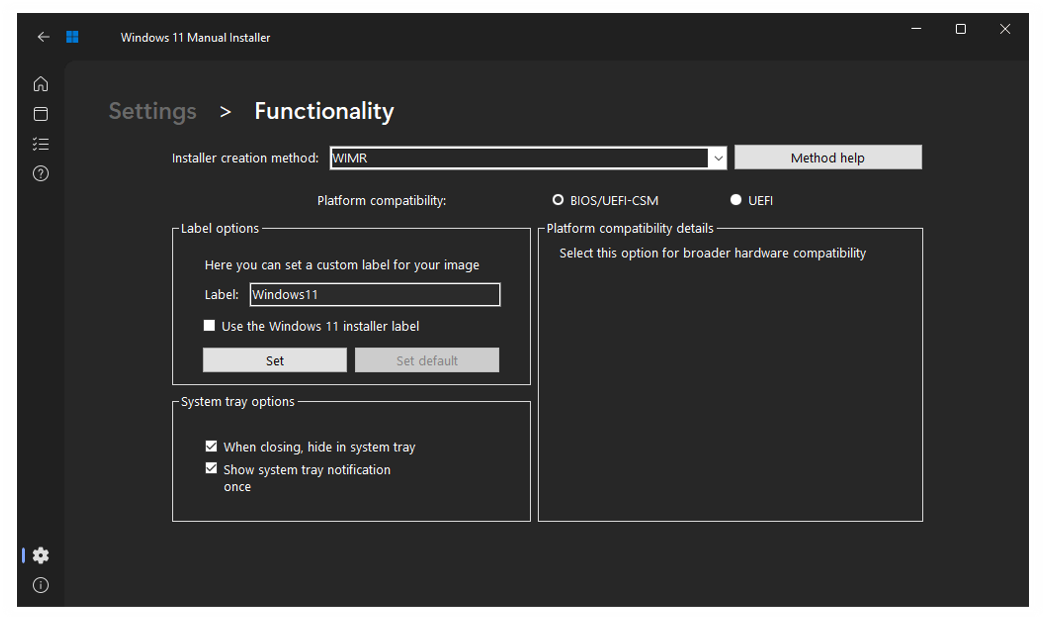 Windows 11 Manual Installer
Settings > Functionality
Installer creation method: WIMR Method help
Platform compatibility: BIOS/UEFI-CSM UEFI
Label options
Here you can set a custom label for your image
Label: Windows11
Use the Windows 11 installer label
Set Set default
System tray options
When closing, hide in system tray
Show system tray notification
once
Platform compatibility details
Select this option for broader hardware compatibility